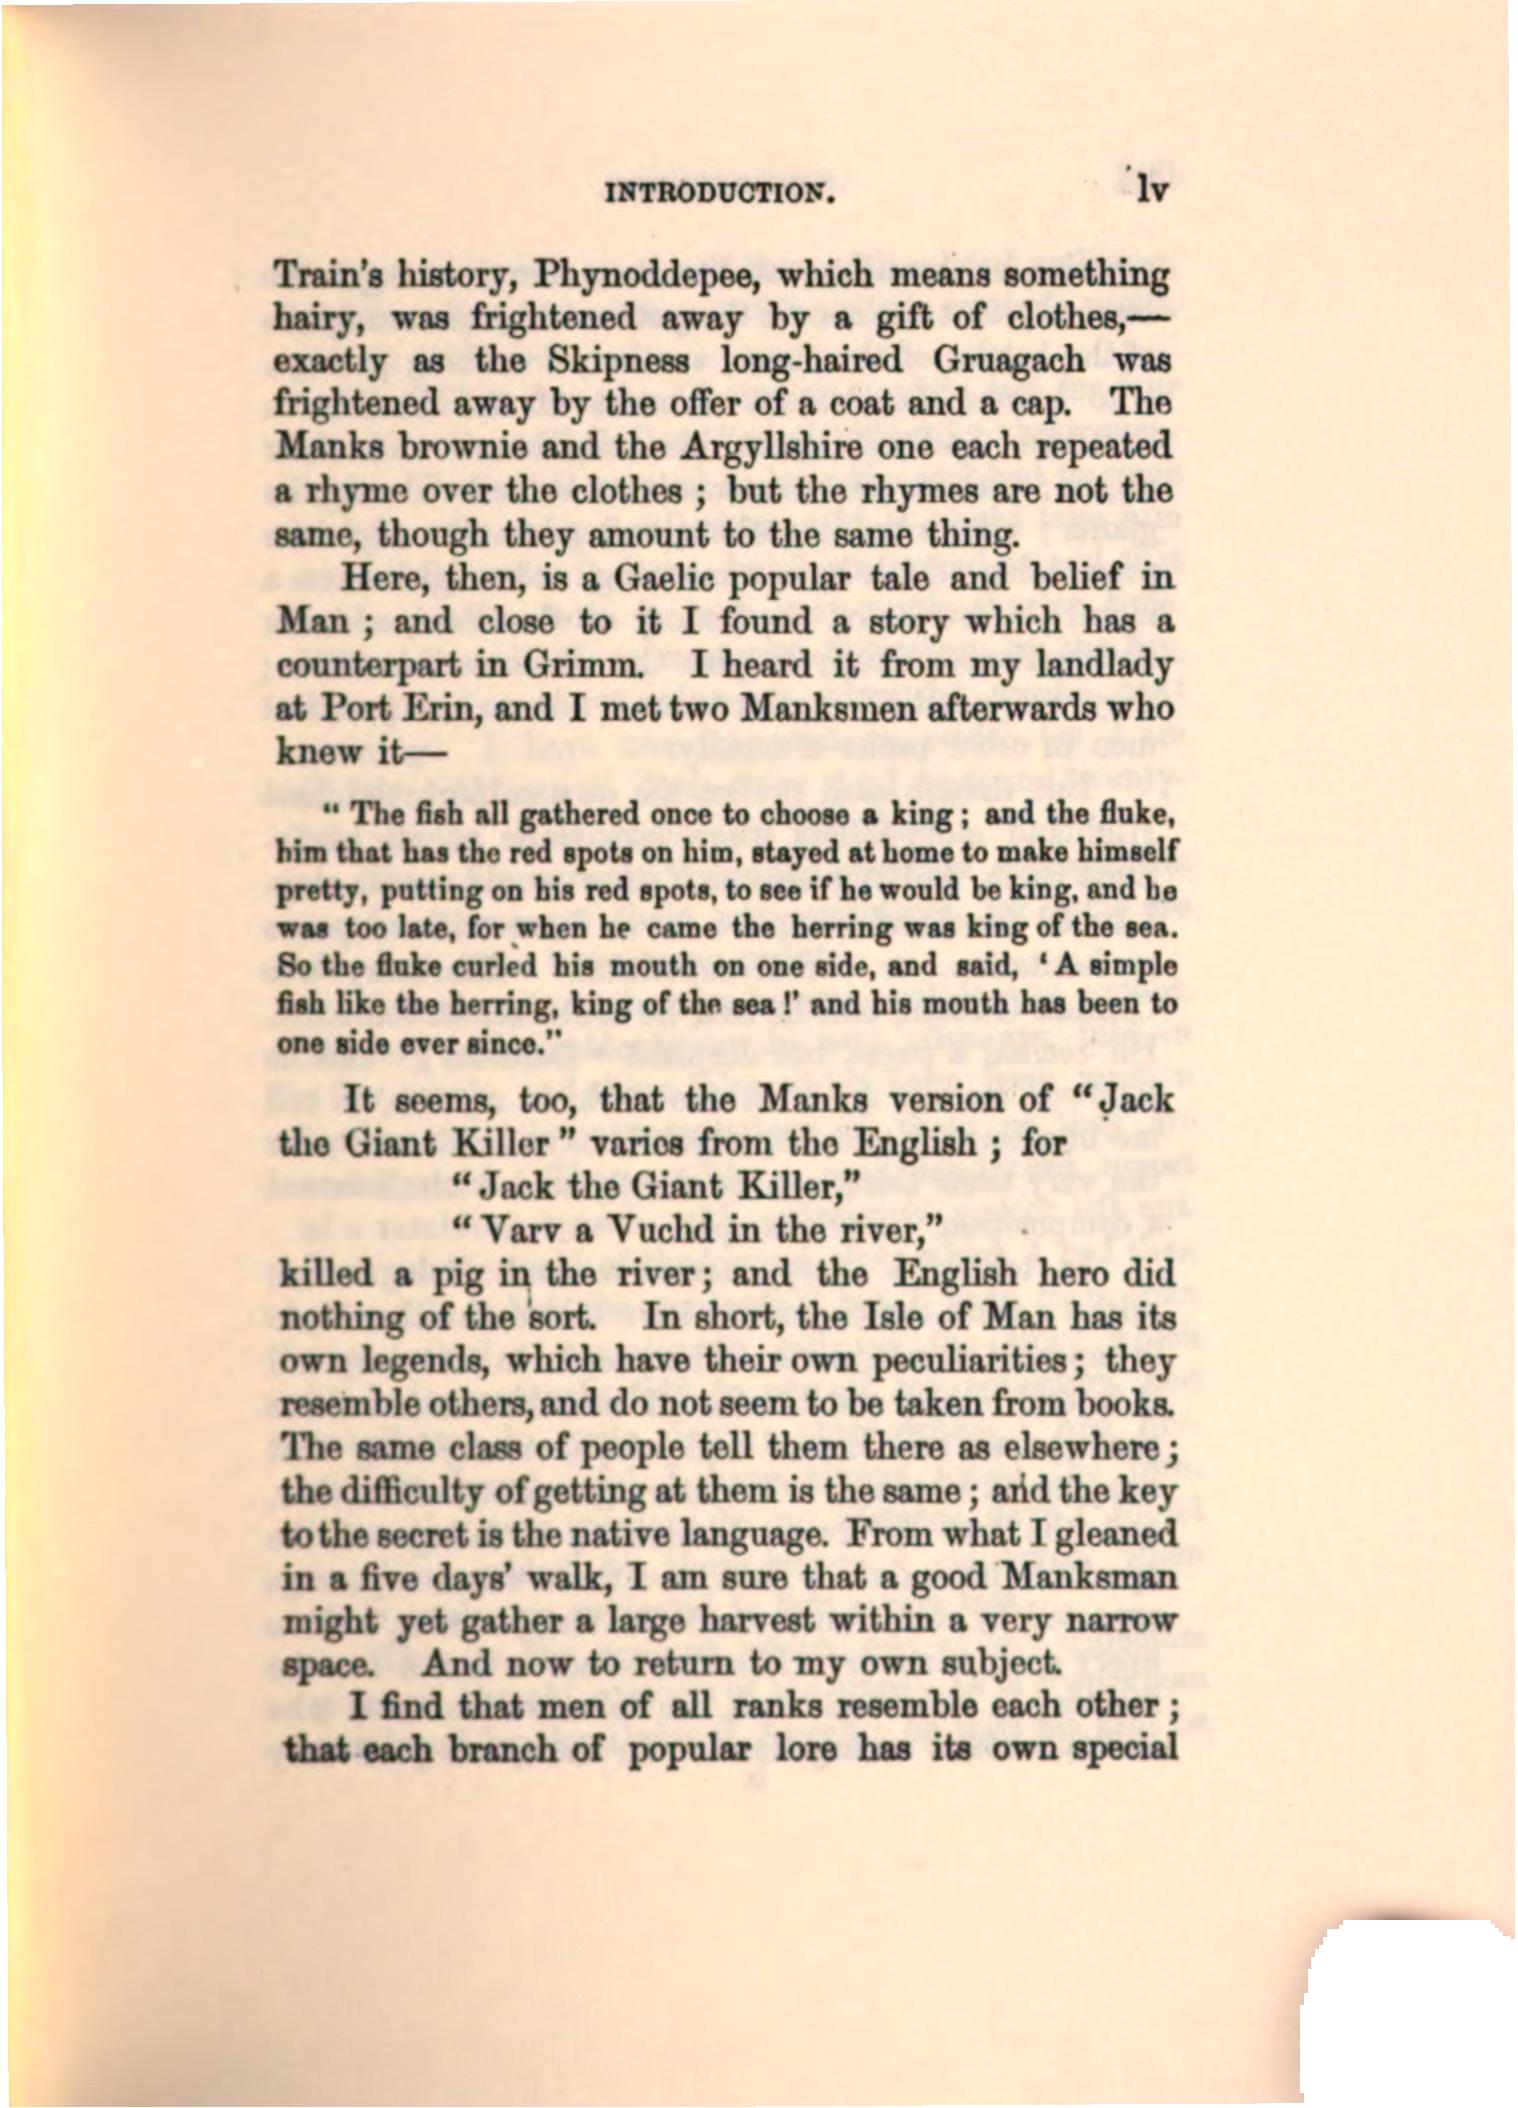 INTRODUCTION. lv
Train's history, Phynoddepee, which means something
hairy, was frightened away by a gift of clothes,—
exactly as the Skipness long-haired Gruagach was
frightened away by the offer of a coat and a cap. The
Manks brownie and the Argyllshire one each repeated
a rhyme over the clothes ; but the rhymes are not the
same, though they amount to the same thing.
Here, then, is a Gaelic popular tale and belief in
Man ; and close to it I found a story which has a
counterpart in Grimm. I heard it from my landlady
at Port Erin, and I met two Manksmen afterwards who
knew it—
“ The fish all gathered once to choose a king ; and the fluke,
him that has the red spots on him, stayed at home to make himself
pretty, putting on his red spots, to see if he would be king, and he
was too late, for when he came the herring was king of the sea.
So the fluke curled his mouth on one side, and said, ‘ A simple
fish like the herring, king of the sea !’ and his mouth has been to
one side ever since.”
It seems, too, that the Manks version of “ Jack
the Giant Killer ” varies from the English ; for
“ Jack the Giant Killer,”
“ Varv a Vuchd in the river,”
killed a pig in the river ; and the English hero did
nothing of the sort. In short, the Isle of Man has its
own legends, which have their own peculiarities ; they
resemble others, and do not seem to be taken from books.
The same class of people tell them there as elsewhere ;
the difficulty of getting at them is the same ; and the key
to the secret is the native language. From what I gleaned
in a five days’ walk, I am sure that a good Manksman
might yet gather a large harvest within a very narrow
space. And now to return to my own subject.
I find that men of all ranks resemble each other ;
that each branch of popular lore has its own special